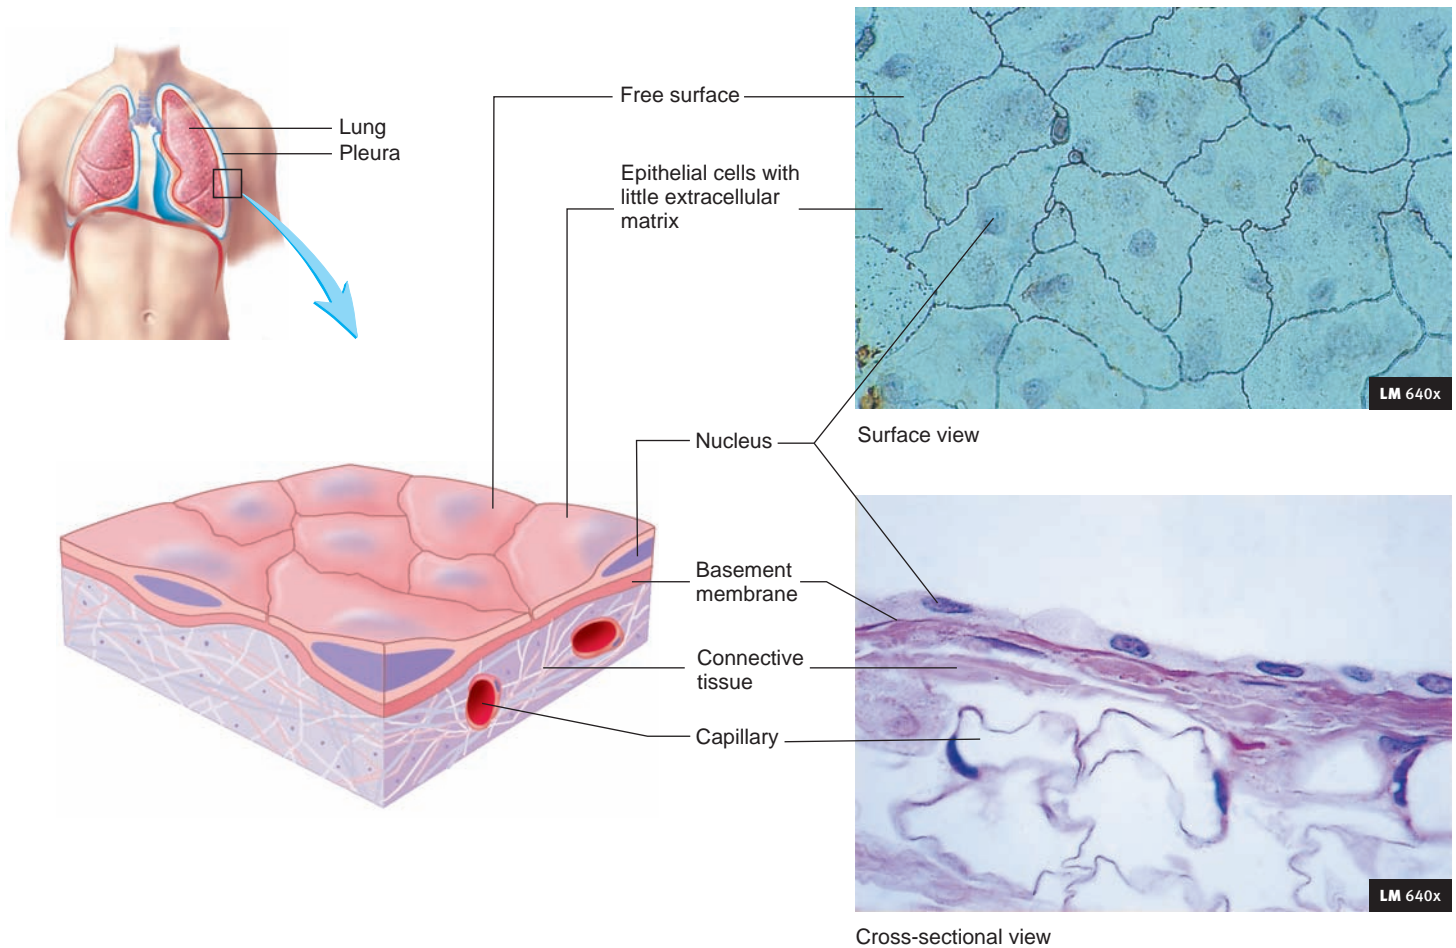 Lung
Pleura
Free surface
Epithelial cells with
little extracellular
matrix
LM 640x
Surface view
Nucleus
Basement
membrane
Connective
tissue
Capillary
LM 640x
Cross-sectional view